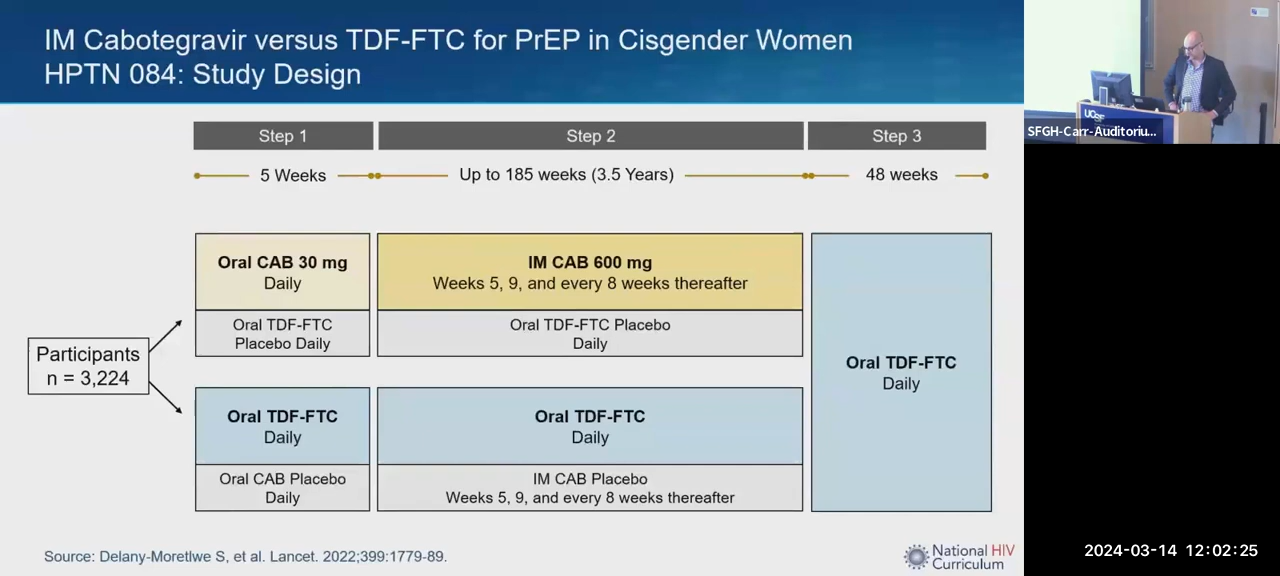 IM Cabotegravir versus TDF-FTC for PrEP in Cisgender Women
HPTN 084: Study Design
Step 1
Step 2
Step 3
5 Weeks
Up to 185 weeks (3.5 Years)
48 weeks
Participants
n = 3,224
Oral CAB 30 mg
Daily
Oral TDF-FTC
Placebo Daily
IM CAB 600 mg
Weeks 5, 9, and every 8 weeks thereafter
Oral TDF-FTC Placebo
Daily
Oral TDF-FTC
Daily
Oral CAB Placebo
Daily
Oral TDF-FTC
Daily
IM CAB Placebo
Weeks 5, 9, and every 8 weeks thereafter
Oral TDF-FTC
Daily
Source: Delany-Moretlwe S, et al. Lancet. 2022;399:1779-89.
National HIV
Curriculum
UCSF
SFGH-Carr-Auditoriu...
2024-03-14 12:02:25